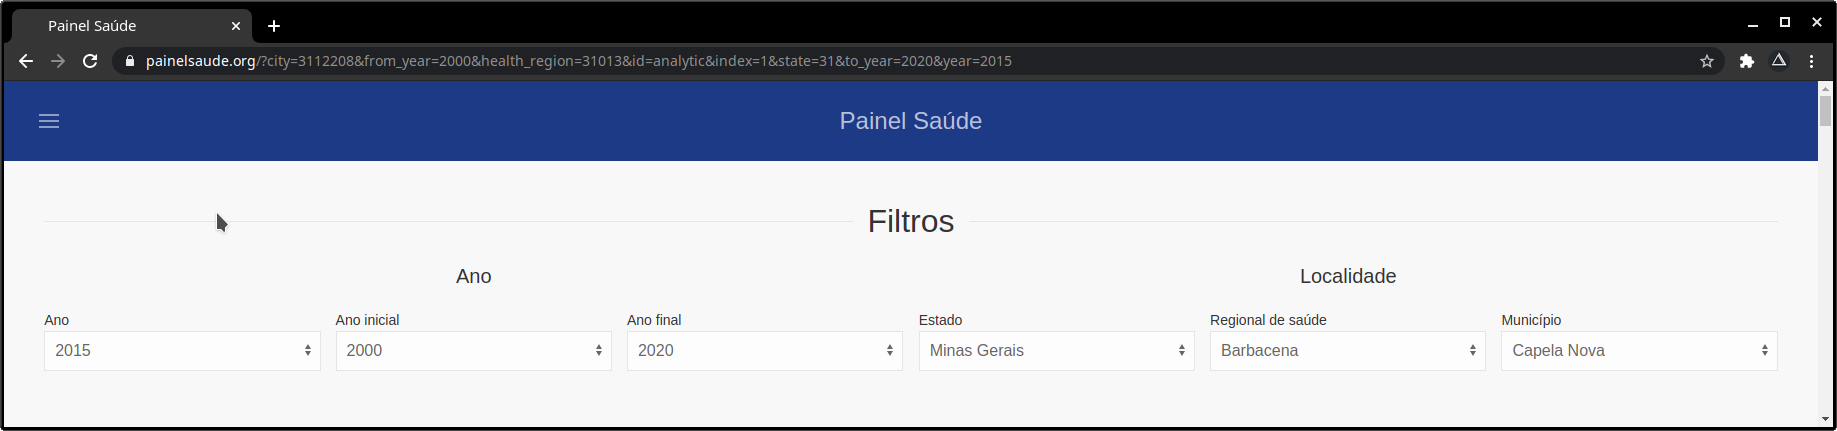 Painel Saúde
painelsaude.org/?city=3112208&from_year=2000&health_region=31013&id=analytic&index=1&state=31&to_year=2020&year=2015
Painel Saúde
Filtros
Ano Localidade
Ano Ano inicial Ano final Estado Regional de saúde Município
2015 2000 2020 Minas Gerais Barbacena Capela Nova